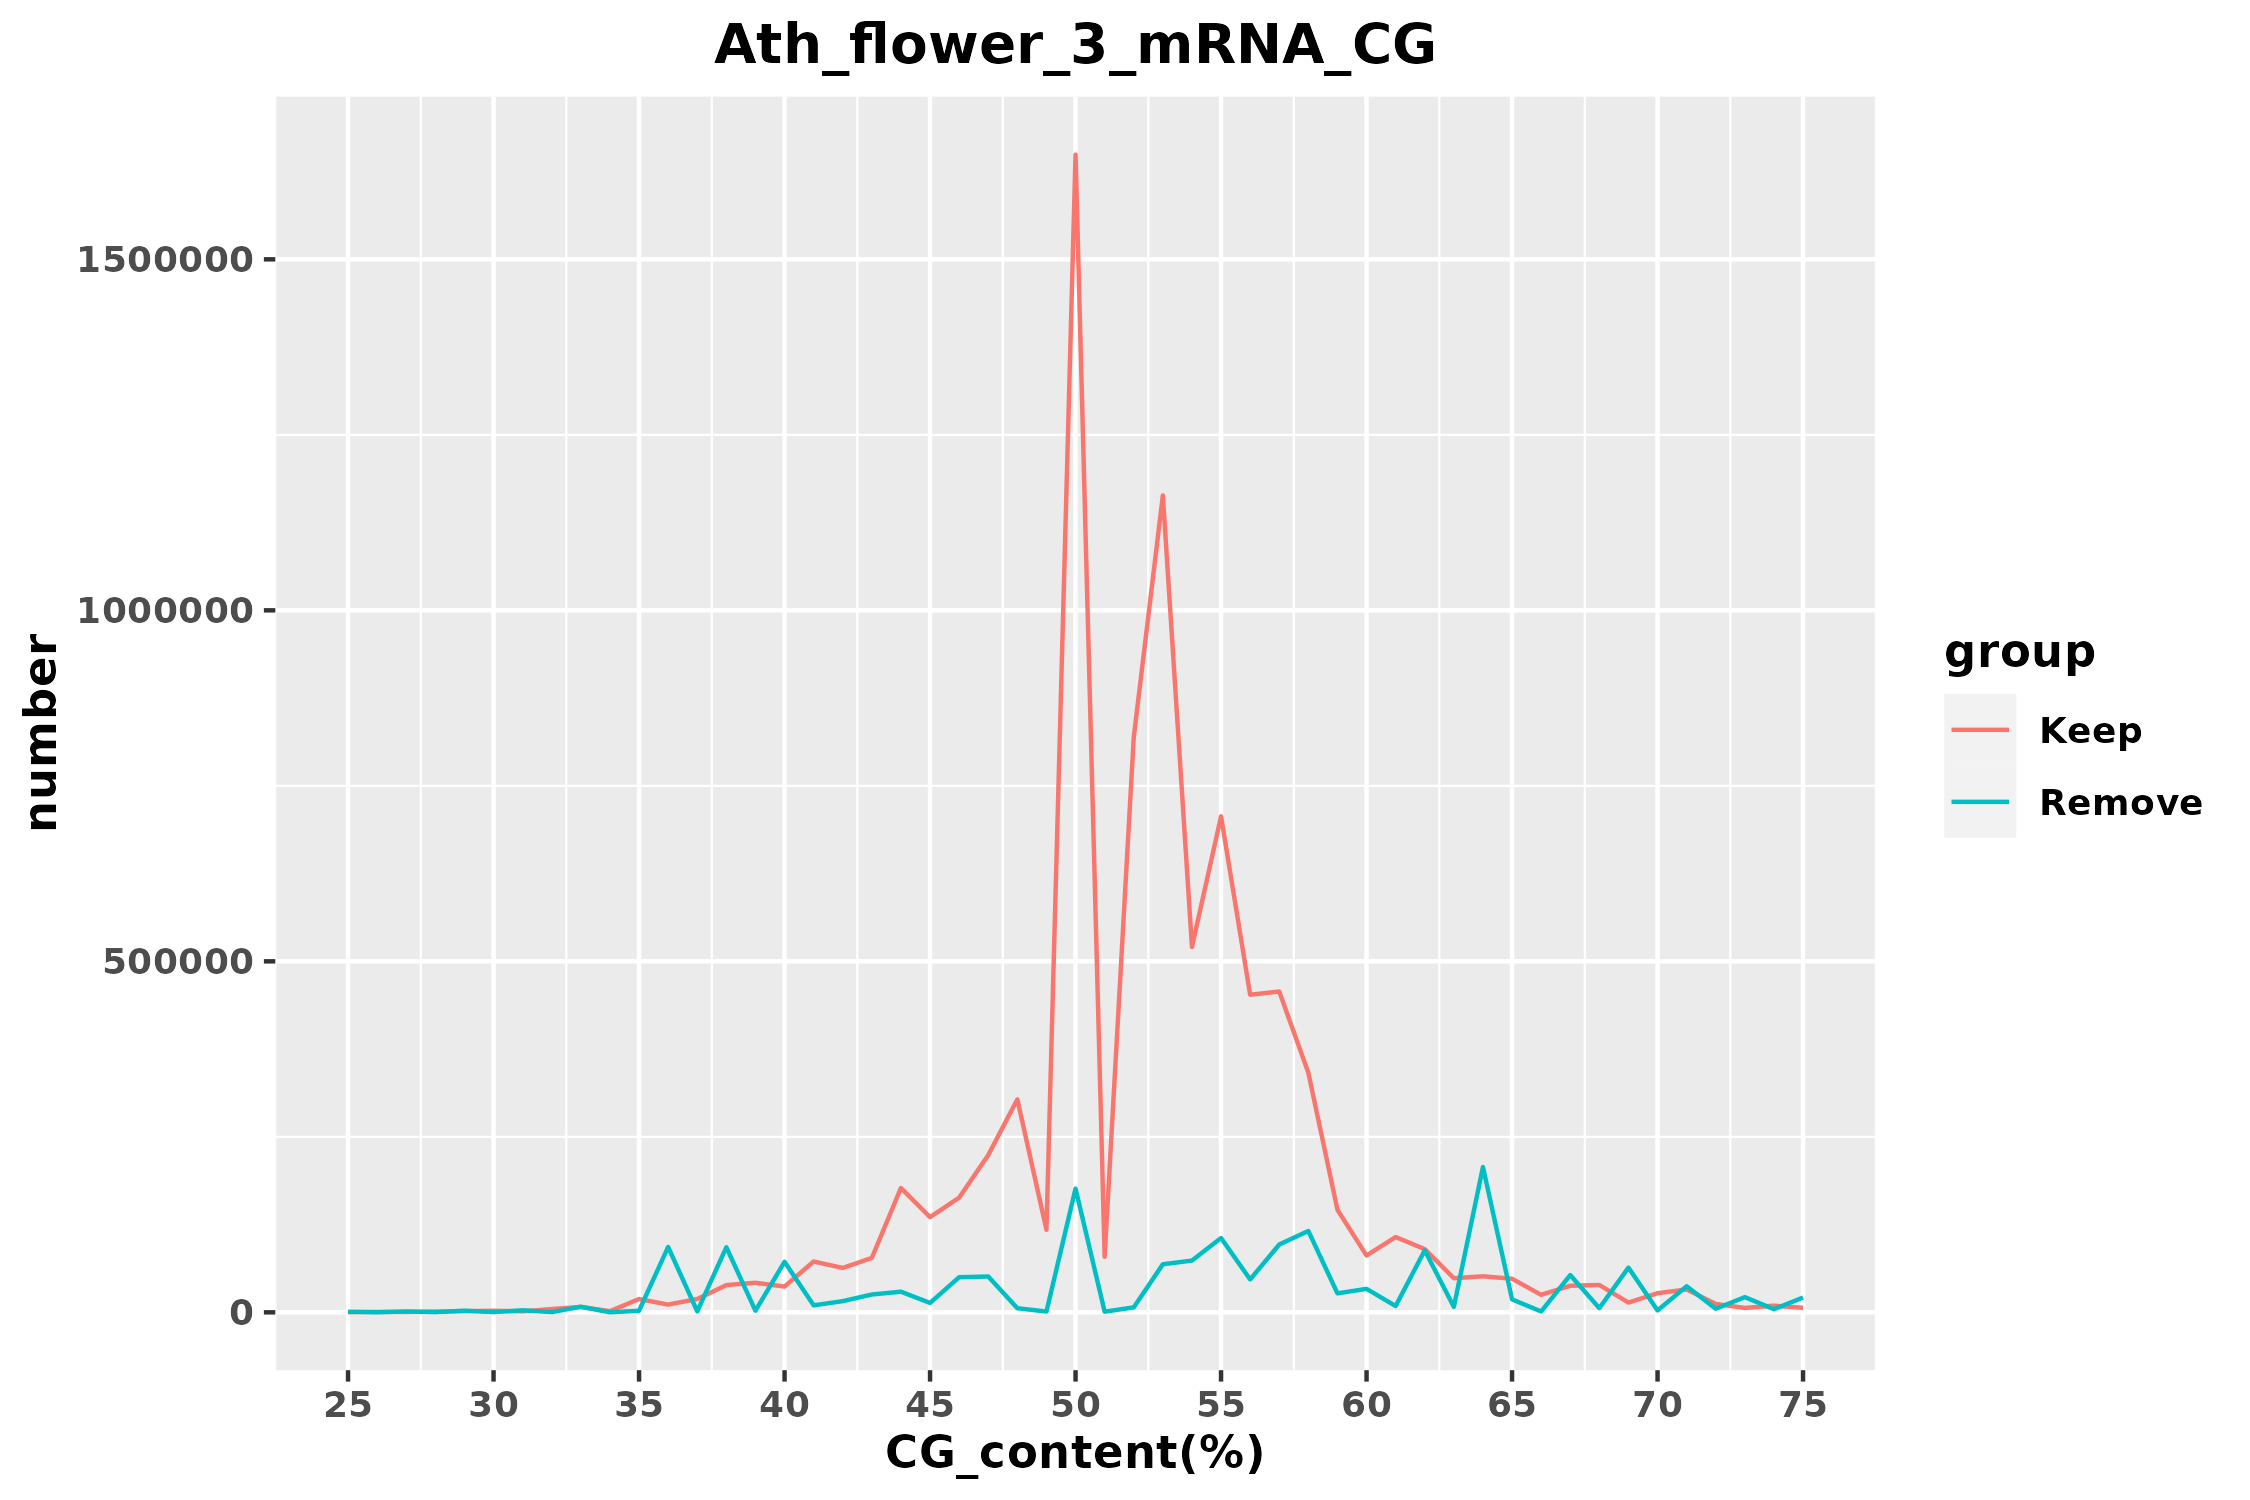 Ath_flower_3_mRNA_CG
number
1500000
1000000
500000
0
25 30 35 40 45 50 55 60 65 70 75
CG_content(%)
group
Keep
Remove